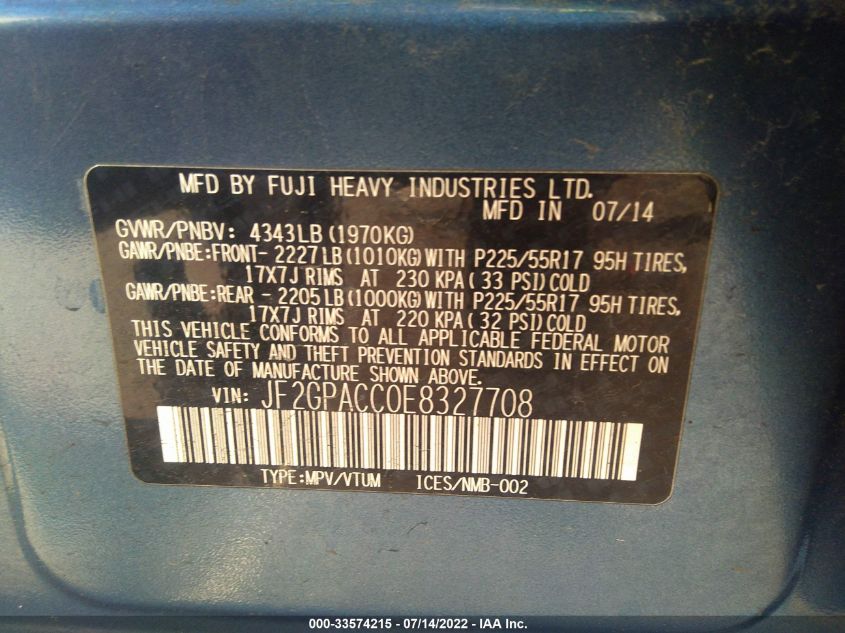 MFD BY FUJI HEAVY INDUSTRIES LTD.
MFD IN 07/14
GVWR/PNBV: 4343LB (1970KG)
GAWR/PNBE:FRONT- 2227LB (1010KG) WITH P225/55R17 95H TIRES,
17X7J RIMS AT 230 KPA ( 33 PSI) COLD
GAWR/PNBE:REAR - 2205LB (1000KG) WITH P225/55R17 95H TIRES,
17X7J RIMS AT 220 KPA ( 32 PSI) COLD
THIS VEHICLE CONFORMS TO ALL APPLICABLE FEDERAL MOTOR
VEHICLE SAFETY AND THEFT PREVENTION STANDARDS IN EFFECT ON
THE DATE OF MANUFACTURE SHOWN ABOVE.
VIN: JF2GPACC0E8327708
TYPE:MPV/VTUM ICES/NMB-002
000-33574215 - 07/14/2022 - IAA Inc.